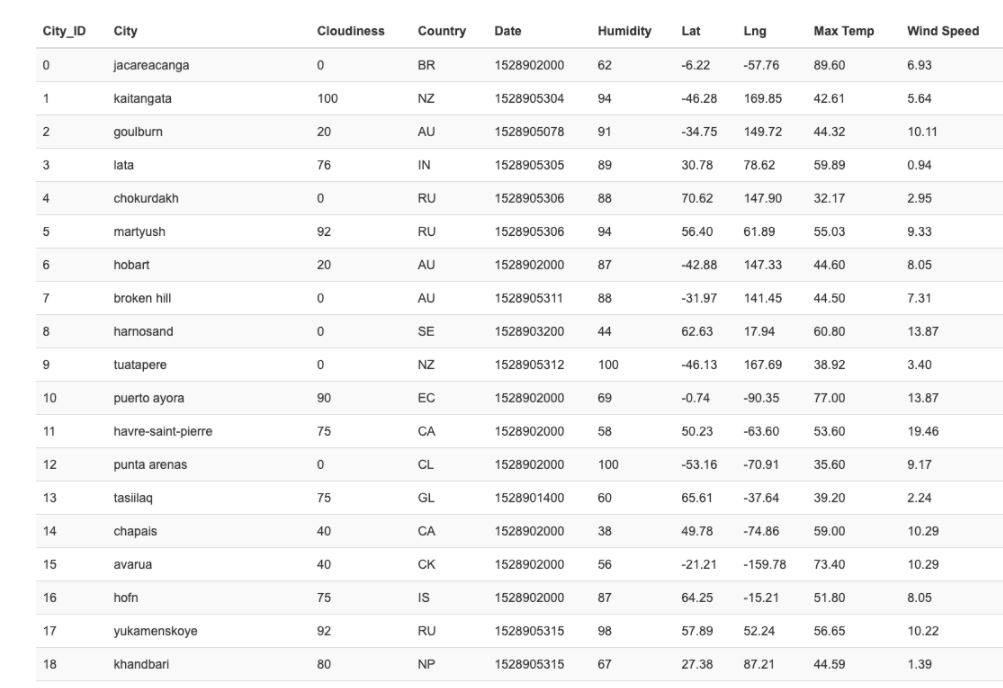 City_ID City Cloudiness Country Date Humidity Lat Lng Max Temp Wind Speed
0 jacareacanga 0 BR 1528902000 62 -6.22 -57.76 89.60 6.93
1 kaitangata 100 NZ 1528905304 94 -46.28 169.85 42.61 5.64
2 goulburn 20 AU 1528905078 91 -34.75 149.72 44.32 10.11
3 lata 76 IN 1528905305 89 30.78 78.62 59.89 0.94
4 chokurdakh 0 RU 1528905306 88 70.62 147.90 32.17 2.95
5 martyush 92 RU 1528905306 94 56.40 61.89 55.03 9.33
6 hobart 20 AU 1528902000 87 -42.88 147.33 44.60 8.05
7 broken hill 0 AU 1528905311 88 -31.97 141.45 44.50 7.31
8 harnosand 0 SE 1528903200 44 62.63 17.94 60.80 13.87
9 tuatapere 0 NZ 1528905312 100 -46.13 167.69 38.92 3.40
10 puerto ayora 90 EC 1528902000 69 -0.74 -90.35 77.00 13.87
11 havre-saint-pierre 75 CA 1528902000 58 50.23 -63.60 53.60 19.46
12 punta arenas 0 CL 1528902000 100 -53.16 -70.91 35.60 9.17
13 tasiilaq 75 GL 1528901400 60 65.61 -37.64 39.20 2.24
14 chapais 40 CA 1528902000 38 49.78 -74.86 59.00 10.29
15 avarua 40 CK 1528902000 56 -21.21 -159.78 73.40 10.29
16 hofn 75 IS 1528902000 87 64.25 -15.21 51.80 8.05
17 yukamenskoye 92 RU 1528905315 98 57.89 52.24 56.65 10.22
18 khandbari 80 NP 1528905315 67 27.38 87.21 44.59 1.39